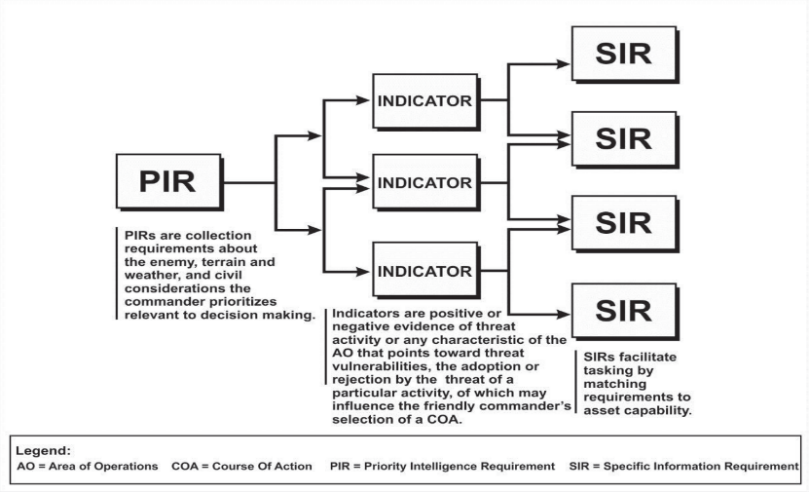 PIR
PIRs are collection
requirements about
the enemy, terrain and
weather, and civil
considerations the
commander prioritizes
relevant to decision making.
INDICATOR
INDICATOR
INDICATOR
Indicators are positive or
negative evidence of threat
activity or any characteristic of the
AO that points toward threat
vulnerabilities, the adoption or
rejection by the threat of a
particular activity, of which may
influence the friendly commander's
selection of a COA.
SIR
SIR
SIR
SIR
SIRs facilitate
tasking by
matching
requirements to
asset capability.
Legend:
AO = Area of Operations COA = Course Of Action PIR = Priority Intelligence Requirement SIR = Specific Information Requirement